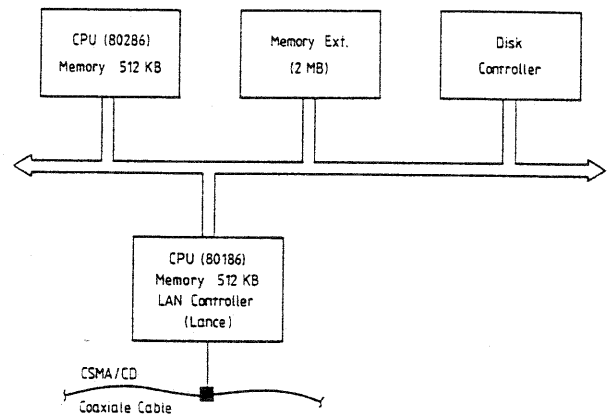 CPU (80286)
Memory 512 KB
Memory Ext.
(2 MB)
Disk
Controller
CPU (80186)
Memory 512 KB
LAN Controller
(Lance)
CSMA/CD
Coaxiale Cable